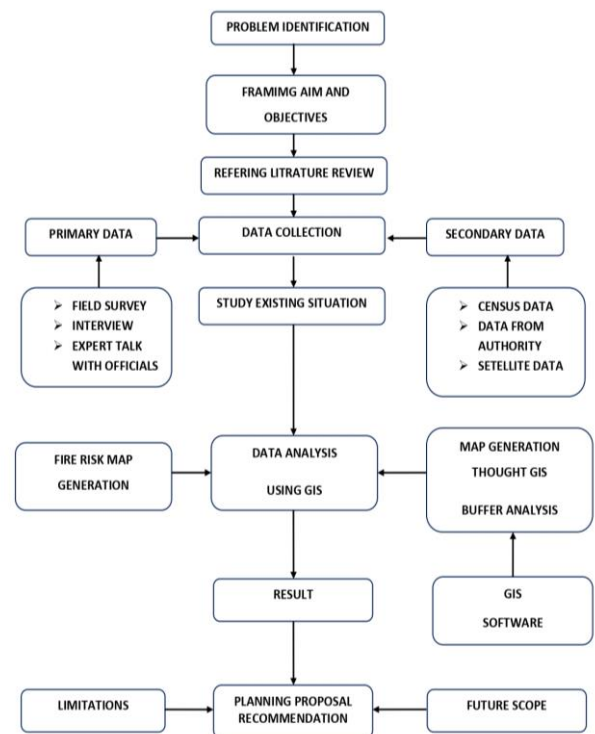 PROBLEM IDENTIFICATION
FRAMIMG AIM AND
OBJECTIVES
REFERING LITRATURE REVIEW
PRIMARY DATA
DATA COLLECTION
SECONDARY DATA
➢ FIELD SURVEY
➢ INTERVIEW
➢ EXPERT TALK
WITH OFFICIALS
STUDY EXISTING SITUATION
➢ CENSUS DATA
➢ DATA FROM
AUTHORITY
➢ SETELLITE DATA
FIRE RISK MAP
GENERATION
DATA ANALYSIS
USING GIS
MAP GENERATION
THOUGHT GIS
BUFFER ANALYSIS
RESULT
GIS
SOFTWARE
LIMITATIONS
PLANNING PROPOSAL
RECOMMENDATION
FUTURE SCOPE